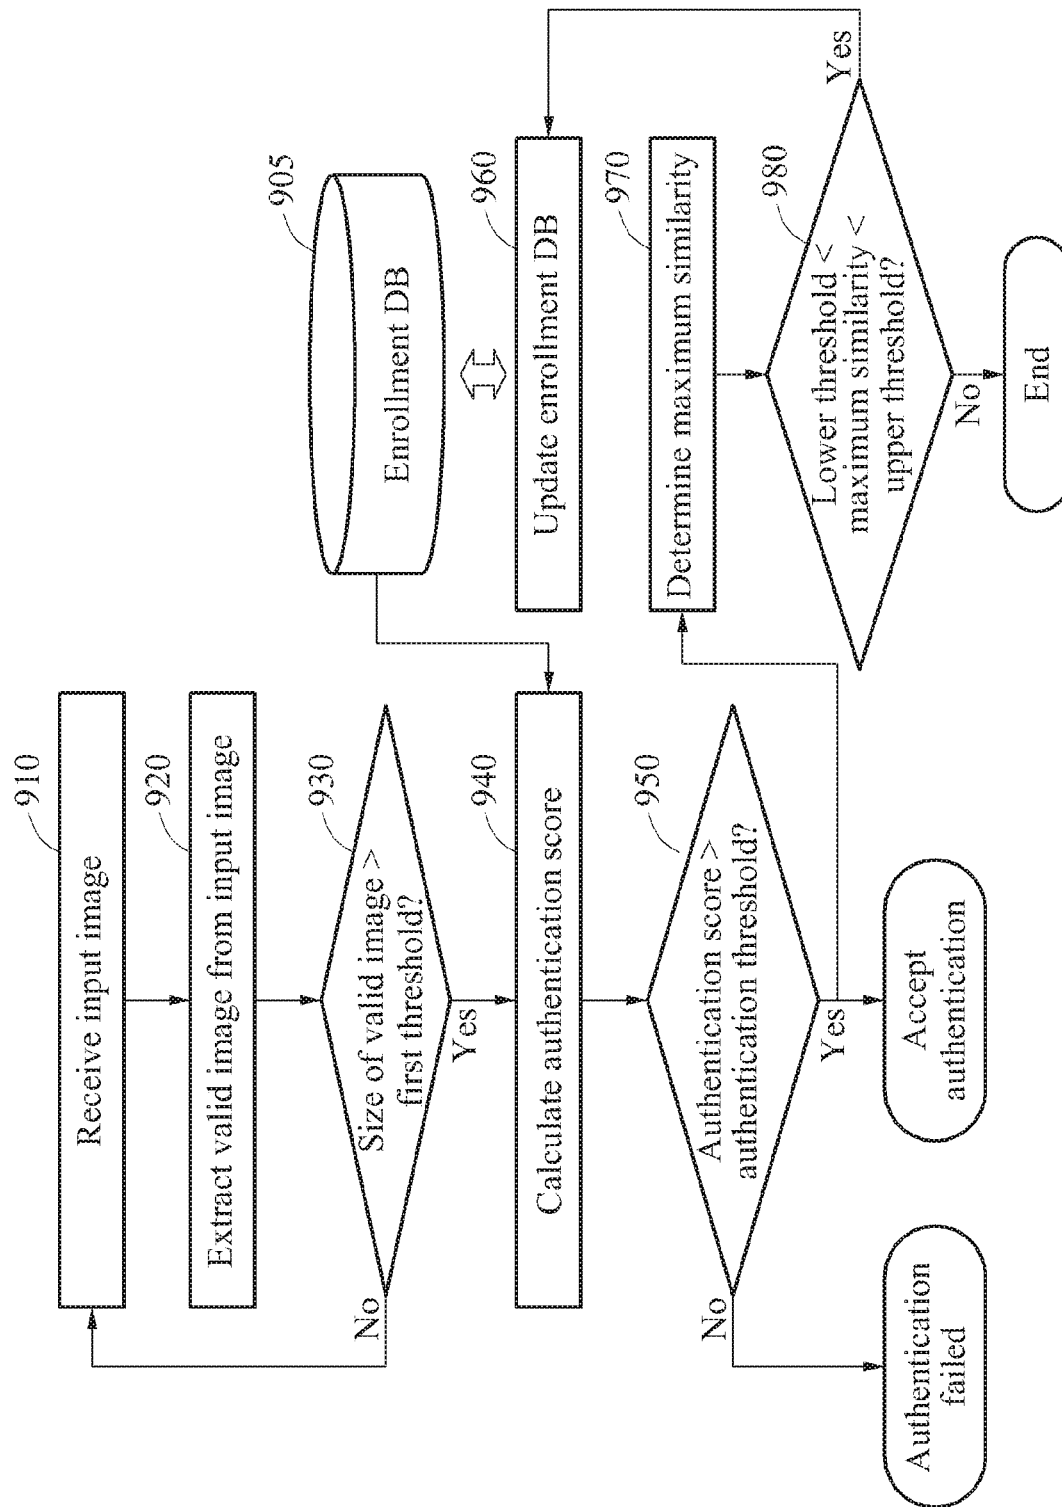 910
Receive input image
920
Extract valid image from input image
930
Size of valid image >
first threshold?
No
Yes
940
Calculate authentication score
950
Authentication score >
authentication threshold?
No
Yes
Authentication
failed
Accept
authentication
905
Enrollment DB
960
Update enrollment DB
970
Determine maximum similarity
980
Lower threshold <
maximum similarity <
upper threshold?
Yes
No
End